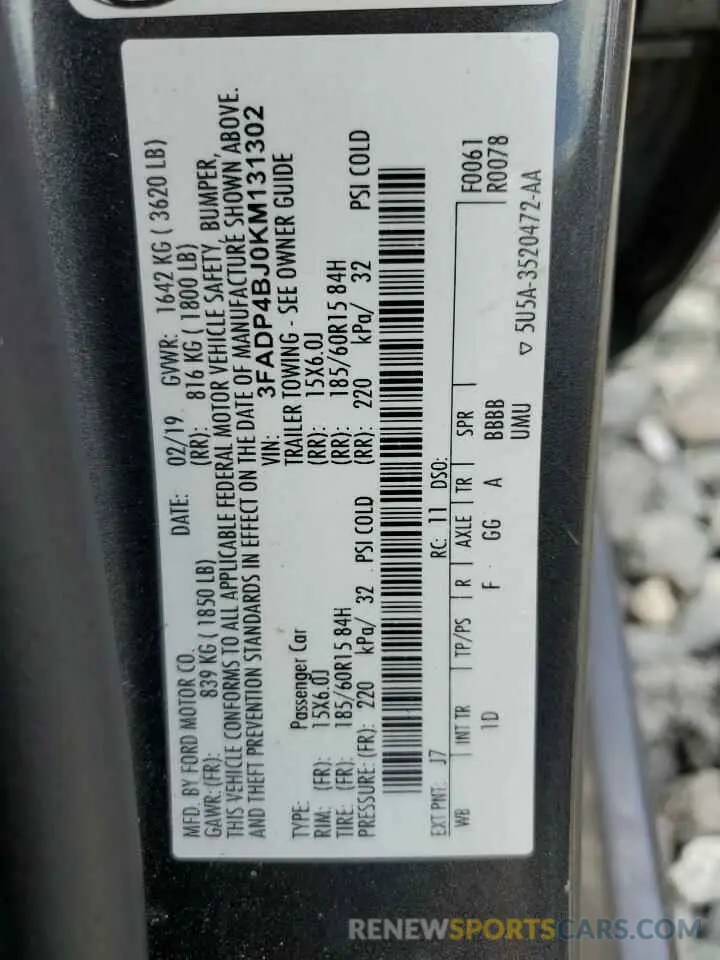 MFD. BY FORD MOTOR CO. DATE: 02/19 GVWR: 1642 KG ( 3620 LB)
GAWR: (FR): 839 KG ( 1850 LB) (RR): 816 KG ( 1800 LB)
THIS VEHICLE CONFORMS TO ALL APPLICABLE FEDERAL MOTOR VEHICLE SAFETY, BUMPER,
AND THEFT PREVENTION STANDARDS IN EFFECT ON THE DATE OF MANUFACTURE SHOWN ABOVE.
VIN: 3FADP4BJ0KM131302
TYPE: Passenger Car TRAILER TOWING - SEE OWNER GUIDE
RIM: (FR): 15X6.0J (RR): 15X6.0J
TIRE: (FR): 185/60R15 84H (RR): 185/60R15 84H
PRESSURE: (FR): 220 kPa/ 32 PSI COLD (RR): 220 kPa/ 32 PSI COLD
EXT PNT: J7 RC: 11 DSO: F0061
WB INT TR TP/PS R AXLE TR SPR R0078
1D F GG A BBBB
UMU ▽ 5U5A-3520472-AA
RENEWSPORTSCARS.COM